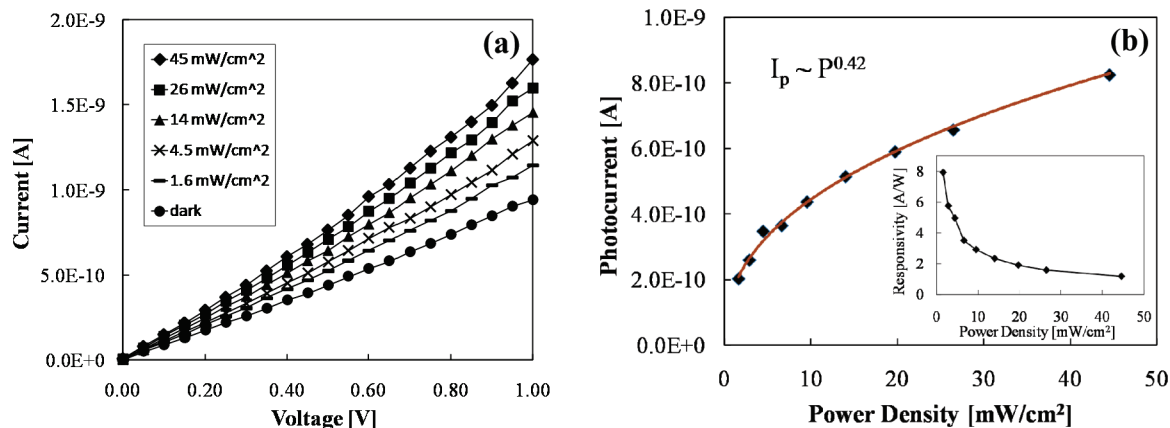 (a)
2.0E-9
1.5E-9
1.0E-9
5.0E-10
0.0E+0
Current [A]
45 mW/cm^2
26 mW/cm^2
14 mW/cm^2
4.5 mW/cm^2
1.6 mW/cm^2
dark
0.00 0.20 0.40 0.60 0.80 1.00
Voltage [V]
(b)
1.0E-9
8.0E-10
6.0E-10
4.0E-10
2.0E-10
0.0E+0
Photocurrent [A]
Iₚ ~ P⁰·⁴²
Responsivity [A/W]
8
6
4
2
0
0 10 20 30 40 50
Power Density [mW/cm²]
0 10 20 30 40 50
Power Density [mW/cm²]